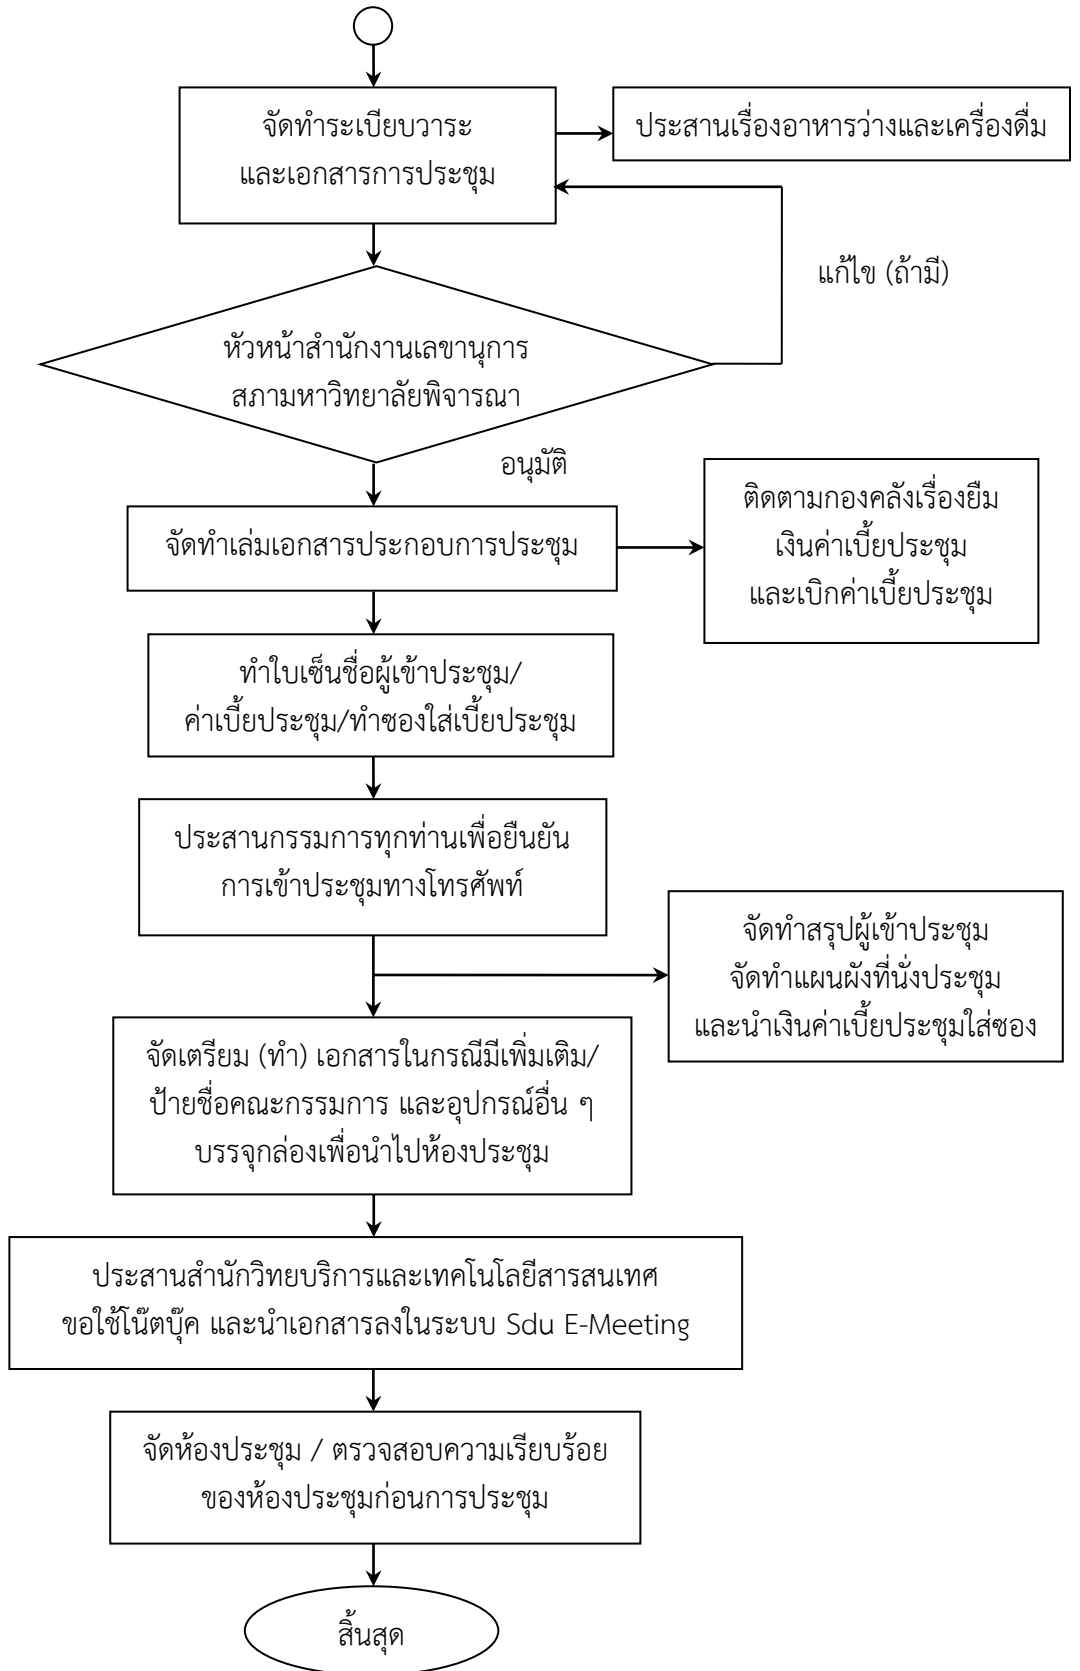 จัดทำระเบียบวาระ
และเอกสารการประชุม
ประสานเรื่องอาหารว่างและเครื่องดื่ม
แก้ไข (ถ้ามี)
หัวหน้าสำนักงานเลขานุการ
สภามหาวิทยาลัยพิจารณา
อนุมัติ
จัดทำเล่มเอกสารประกอบการประชุม
ติดตามกองคลังเรื่องยืม
เงินค่าเบี้ยประชุม
และเบิกค่าเบี้ยประชุม
ทำใบเซ็นชื่อผู้เข้าประชุม/
ค่าเบี้ยประชุม/ทำซองใส่เบี้ยประชุม
ประสานกรรมการทุกท่านเพื่อยืนยัน
การเข้าประชุมทางโทรศัพท์
จัดทำสรุปผู้เข้าประชุม
จัดทำแผนผังที่นั่งประชุม
และนำเงินค่าเบี้ยประชุมใส่ซอง
จัดเตรียม (ทำ) เอกสารในกรณีมีเพิ่มเติม/
ป้ายชื่อคณะกรรมการ และอุปกรณ์อื่น ๆ
บรรจุกล่องเพื่อนำไปห้องประชุม
ประสานสำนักวิทยบริการและเทคโนโลยีสารสนเทศ
ขอใช้โน๊ตบุ๊ค และนำเอกสารลงในระบบ Sdu E-Meeting
จัดห้องประชุม / ตรวจสอบความเรียบร้อย
ของห้องประชุมก่อนการประชุม
สิ้นสุด